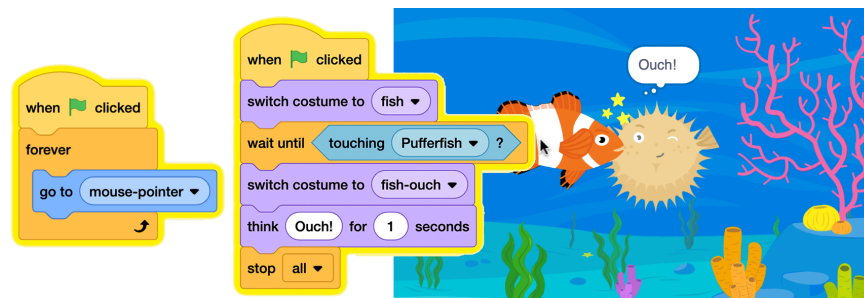 when clicked
forever
go to mouse-pointer
when clicked
switch costume to fish
wait until touching Pufferfish ?
switch costume to fish-ouch
think Ouch! for 1 seconds
stop all
Ouch!